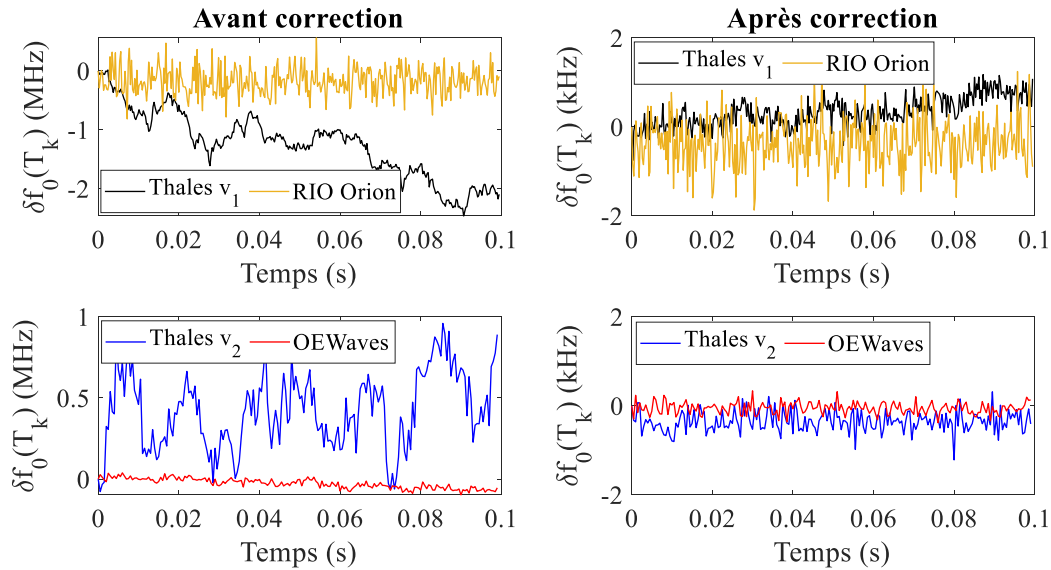 Avant correction
δf₀(Tₖ) (MHz)
0
-1
-2
Thales v₁ RIO Orion
0 0.02 0.04 0.06 0.08 0.1
Temps (s)
Après correction
δf₀(Tₖ) (kHz)
2
0
-2
Thales v₁ RIO Orion
0 0.02 0.04 0.06 0.08 0.1
Temps (s)
δf₀(Tₖ) (MHz)
1
0.5
0
Thales v₂ OEWaves
0 0.02 0.04 0.06 0.08 0.1
Temps (s)
δf₀(Tₖ) (kHz)
2
0
-2
Thales v₂ OEWaves
0 0.02 0.04 0.06 0.08 0.1
Temps (s)